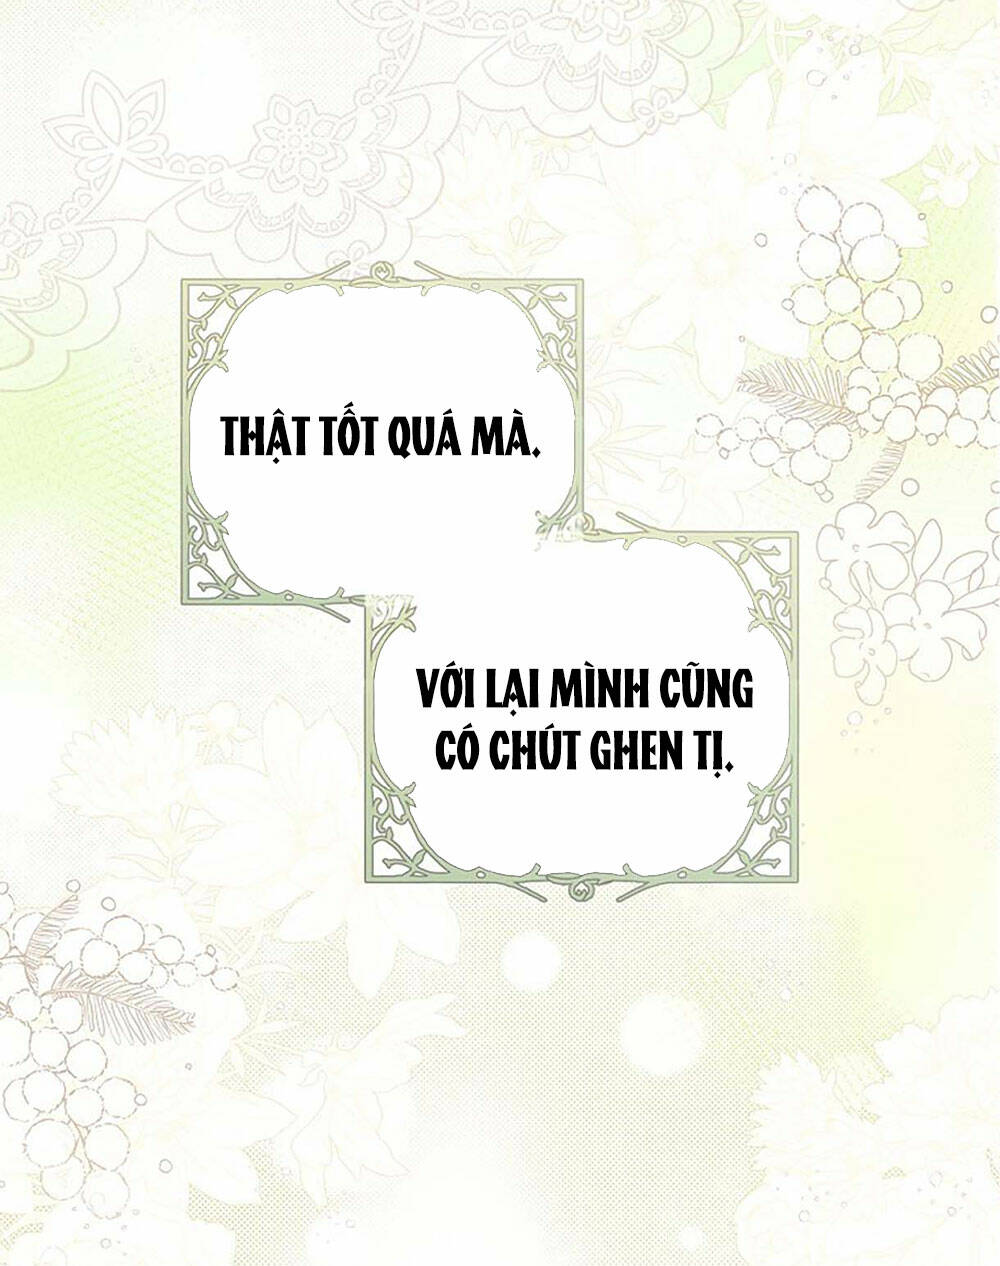 THẬT TỐT QUÁ MÀ.
VỚI LẠI MÌNH CŨNG
CÓ CHÚT GHEN TỊ.